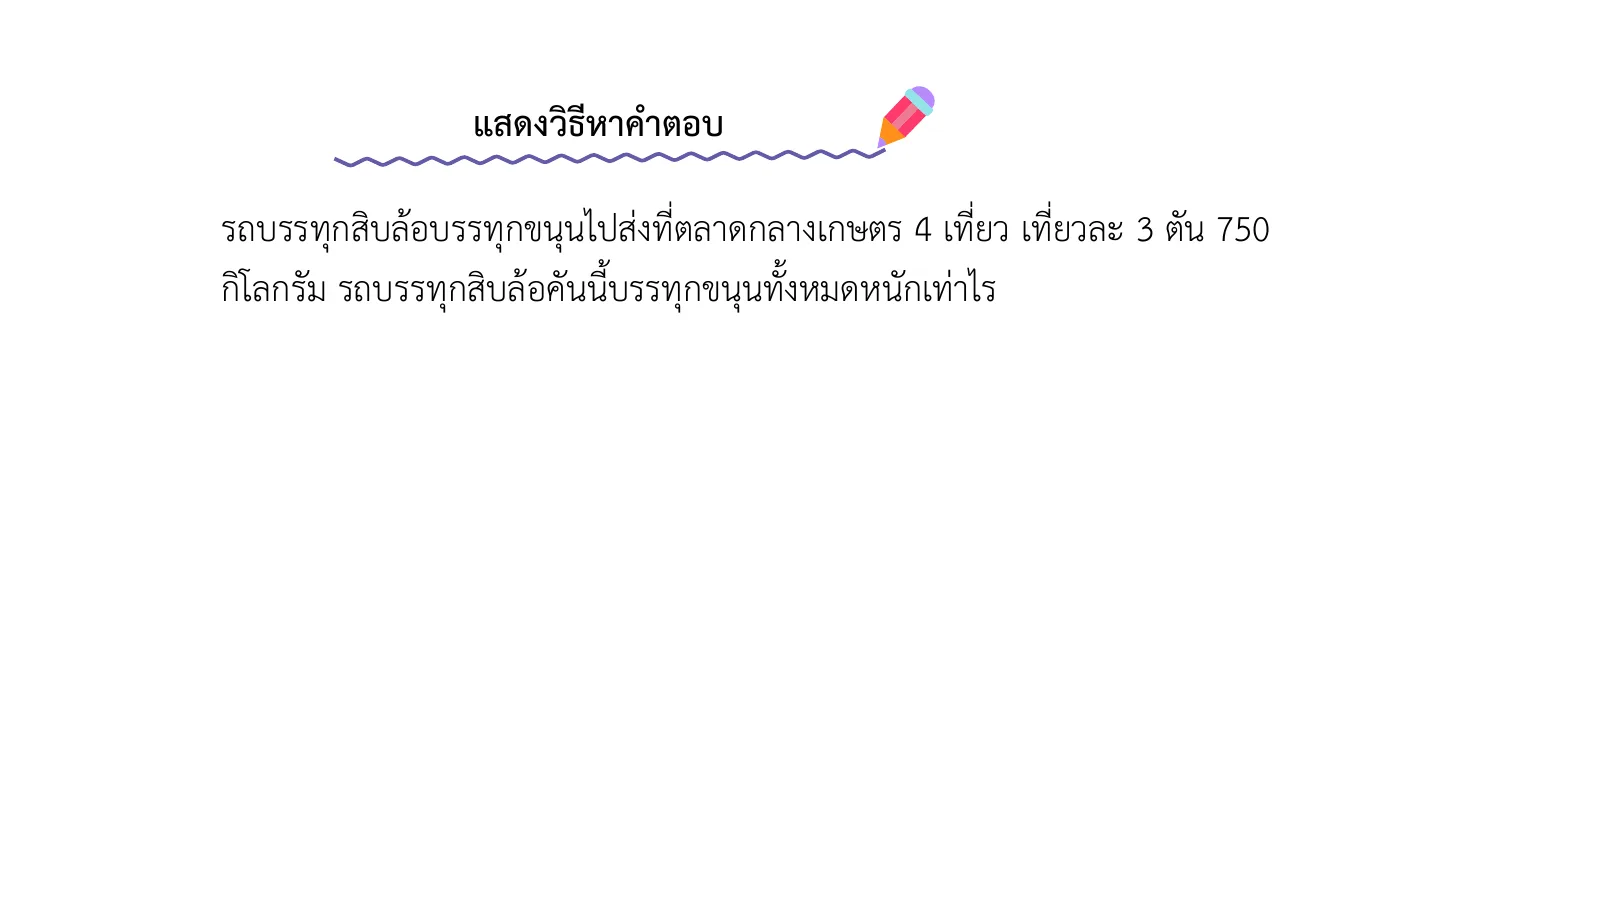 แสดงวิธีหาคำตอบ
รถบรรทุกสิบล้อบรรทุกขนุนไปส่งที่ตลาดกลางเกษตร 4 เที่ยว เที่ยวละ 3 ตัน 750
กิโลกรัม รถบรรทุกสิบล้อคันนี้บรรทุกขนุนทั้งหมดหนักเท่าไร